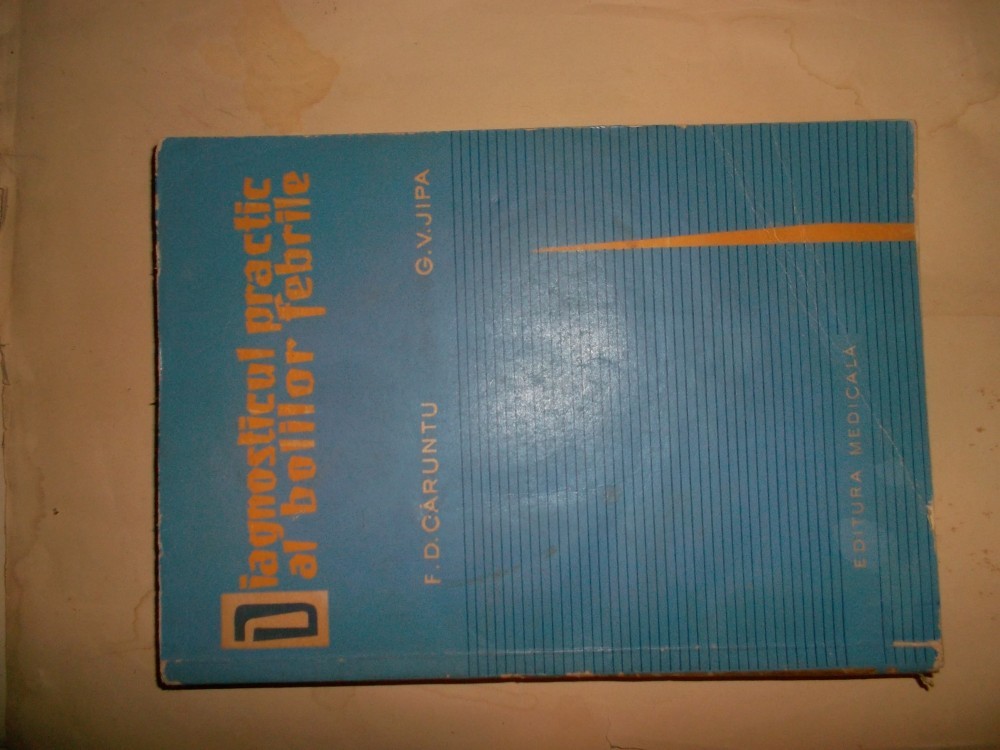 Diagnosticul practic
al bolilor febrile
F. D. CĂRUNTU G. V. JIPA
EDITURA MEDICALĂ